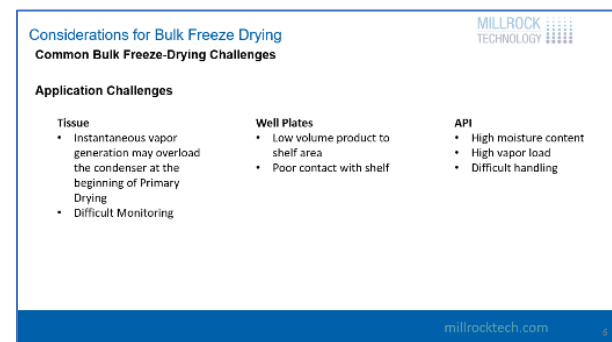 Considerations for Bulk Freeze Drying
MILLROCK
TECHNOLOGY
Common Bulk Freeze-Drying Challenges
Application Challenges
Tissue
• Instantaneous vapor
generation may overload
the condenser at the
beginning of Primary
Drying
• Difficult Monitoring
Well Plates
• Low volume product to
shelf area
• Poor contact with shelf
API
• High moisture content
• High vapor load
• Difficult handling
millrocktech.com
6